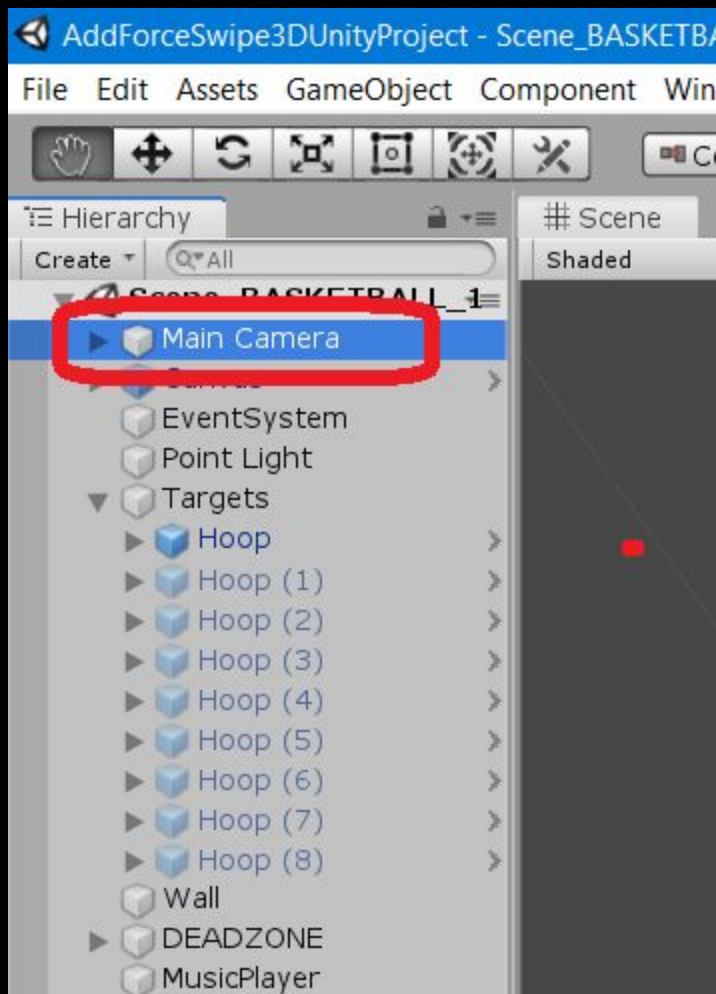 AddForceSwipe3DUnityProject - Scene_BASKETBA
File Edit Assets GameObject Component Win
Hierarchy
# Scene
Create
All
Shaded
Scene_BASKETBALL_1
Main Camera
Canvas
EventSystem
Point Light
Targets
Hoop
Hoop (1)
Hoop (2)
Hoop (3)
Hoop (4)
Hoop (5)
Hoop (6)
Hoop (7)
Hoop (8)
Wall
DEADZONE
MusicPlayer